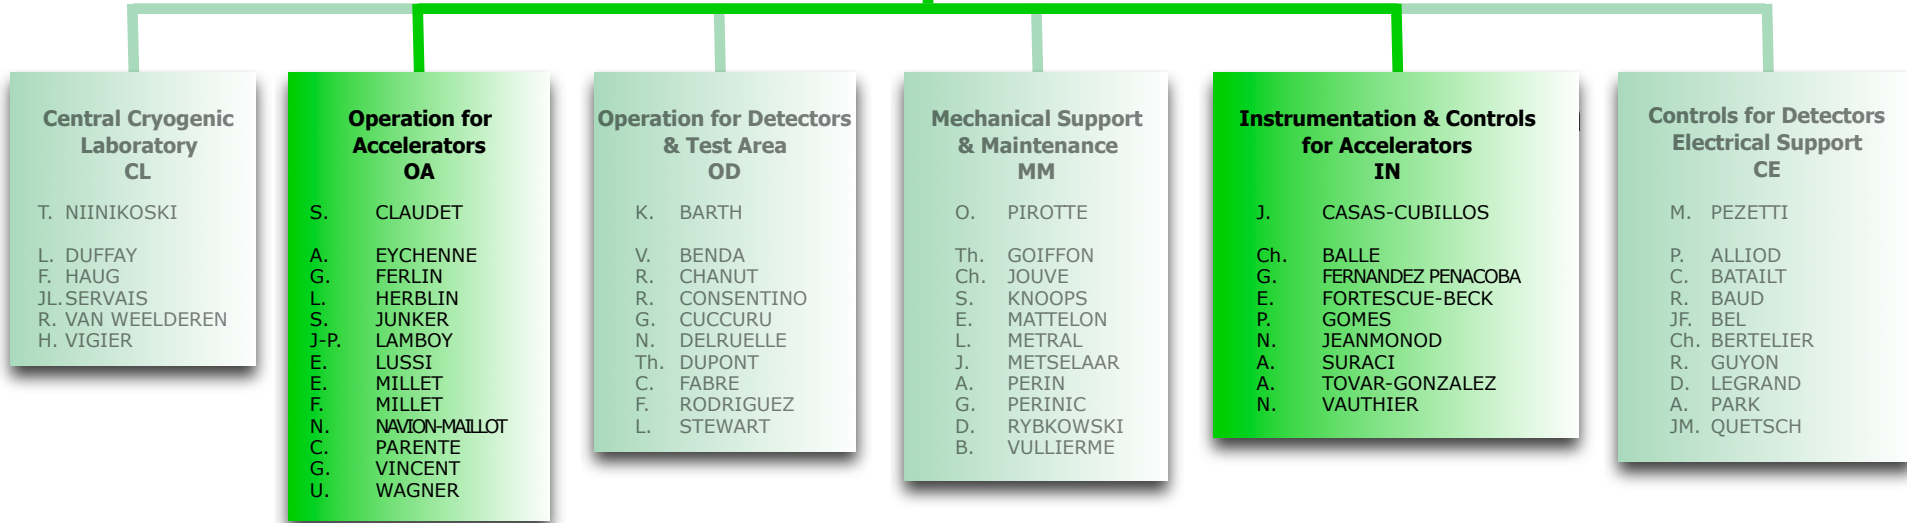 Central Cryogenic
Laboratory
CL
T. NIINIKOSKI
L. DUFFAY
F. HAUG
JL. SERVAIS
R. VAN WEELDEREN
H. VIGIER
Operation for
Accelerators
OA
S. CLAUDET
A. EYCHENNE
G. FERLIN
L. HERBLIN
S. JUNKER
J-P. LAMBOY
E. LUSSI
E. MILLET
F. MILLET
N. NAVION-MAILLOT
C. PARENTE
G. VINCENT
U. WAGNER
Operation for Detectors
& Test Area
OD
K. BARTH
V. BENDA
R. CHANUT
R. CONSENTINO
G. CUCCURU
N. DELRUELLE
Th. DUPONT
C. FABRE
F. RODRIGUEZ
L. STEWART
Mechanical Support
& Maintenance
MM
O. PIROTTE
Th. GOIFFON
Ch. JOUVE
S. KNOOPS
E. MATTELON
L. METRAL
J. METSELAAR
A. PERIN
G. PERINIC
D. RYBKOWSKI
B. VULLIERME
Instrumentation & Controls
for Accelerators
IN
J. CASAS-CUBILLOS
Ch. BALLE
G. FERNANDEZ PENACOBA
E. FORTESCUE-BECK
P. GOMES
N. JEANMONOD
A. SURACI
A. TOVAR-GONZALEZ
N. VAUTHIER
Controls for Detectors
Electrical Support
CE
M. PEZETTI
P. ALLIOD
C. BATAILT
R. BAUD
JF. BEL
Ch. BERTELIER
R. GUYON
D. LEGRAND
A. PARK
JM. QUETSCH